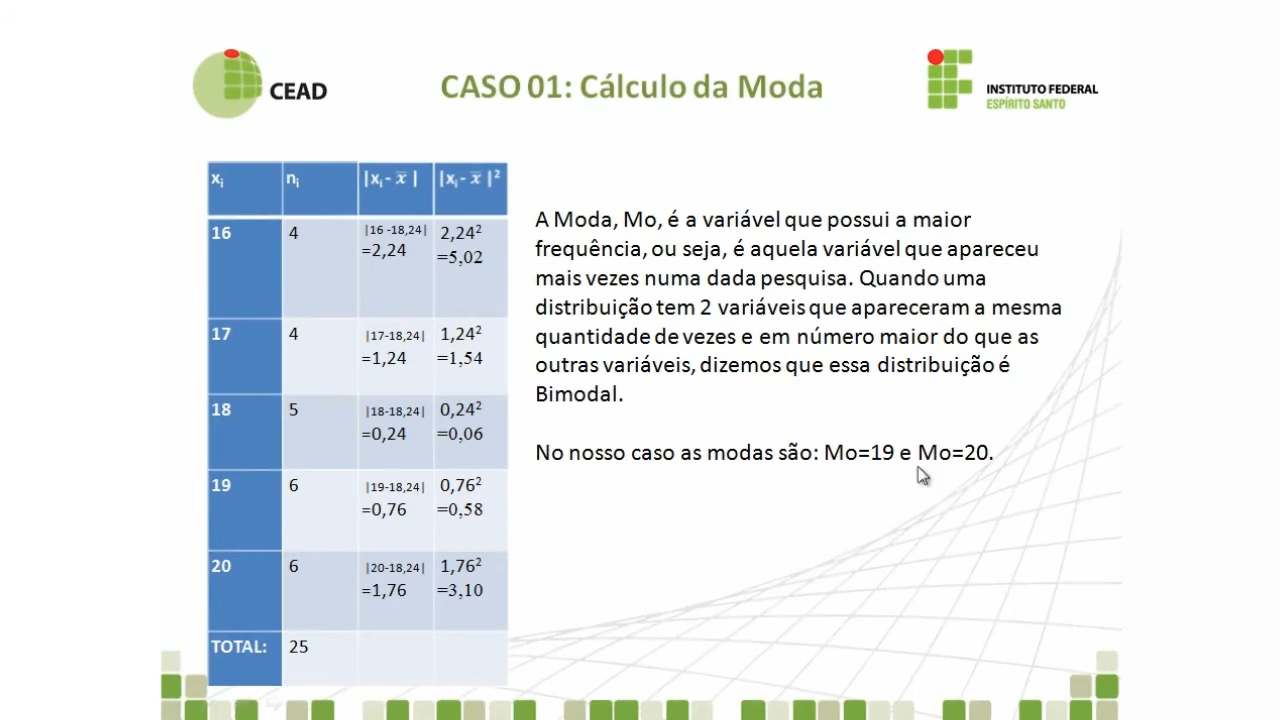 CEAD
CASO 01: Cálculo da Moda
INSTITUTO FEDERAL
ESPÍRITO SANTO
xᵢ nᵢ |xᵢ- x̅ | |xᵢ- x̅ |²
16 4 |16 -18,24| 2,24²
=2,24 =5,02
17 4 |17-18,24| 1,24²
=1,24 =1,54
18 5 |18-18,24| 0,24²
=0,24 =0,06
19 6 |19-18,24| 0,76²
=0,76 =0,58
20 6 |20-18,24| 1,76²
=1,76 =3,10
TOTAL: 25
A Moda, Mo, é a variável que possui a maior
frequência, ou seja, é aquela variável que apareceu
mais vezes numa dada pesquisa. Quando uma
distribuição tem 2 variáveis que apareceram a mesma
quantidade de vezes e em número maior do que as
outras variáveis, dizemos que essa distribuição é
Bimodal.
No nosso caso as modas são: Mo=19 e Mo=20.